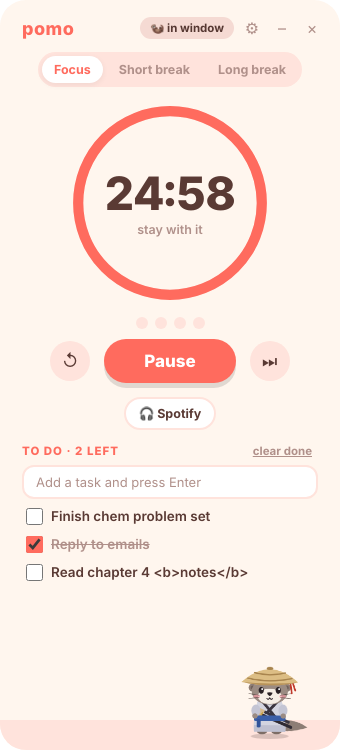 pomo
🦦 in window ⚙ – ×
Focus Short break Long break
24:58
stay with it
Pause
🎧 Spotify
TO DO · 2 LEFT clear done
Add a task and press Enter
Finish chem problem set
Reply to emails
Read chapter 4 <b>notes</b>